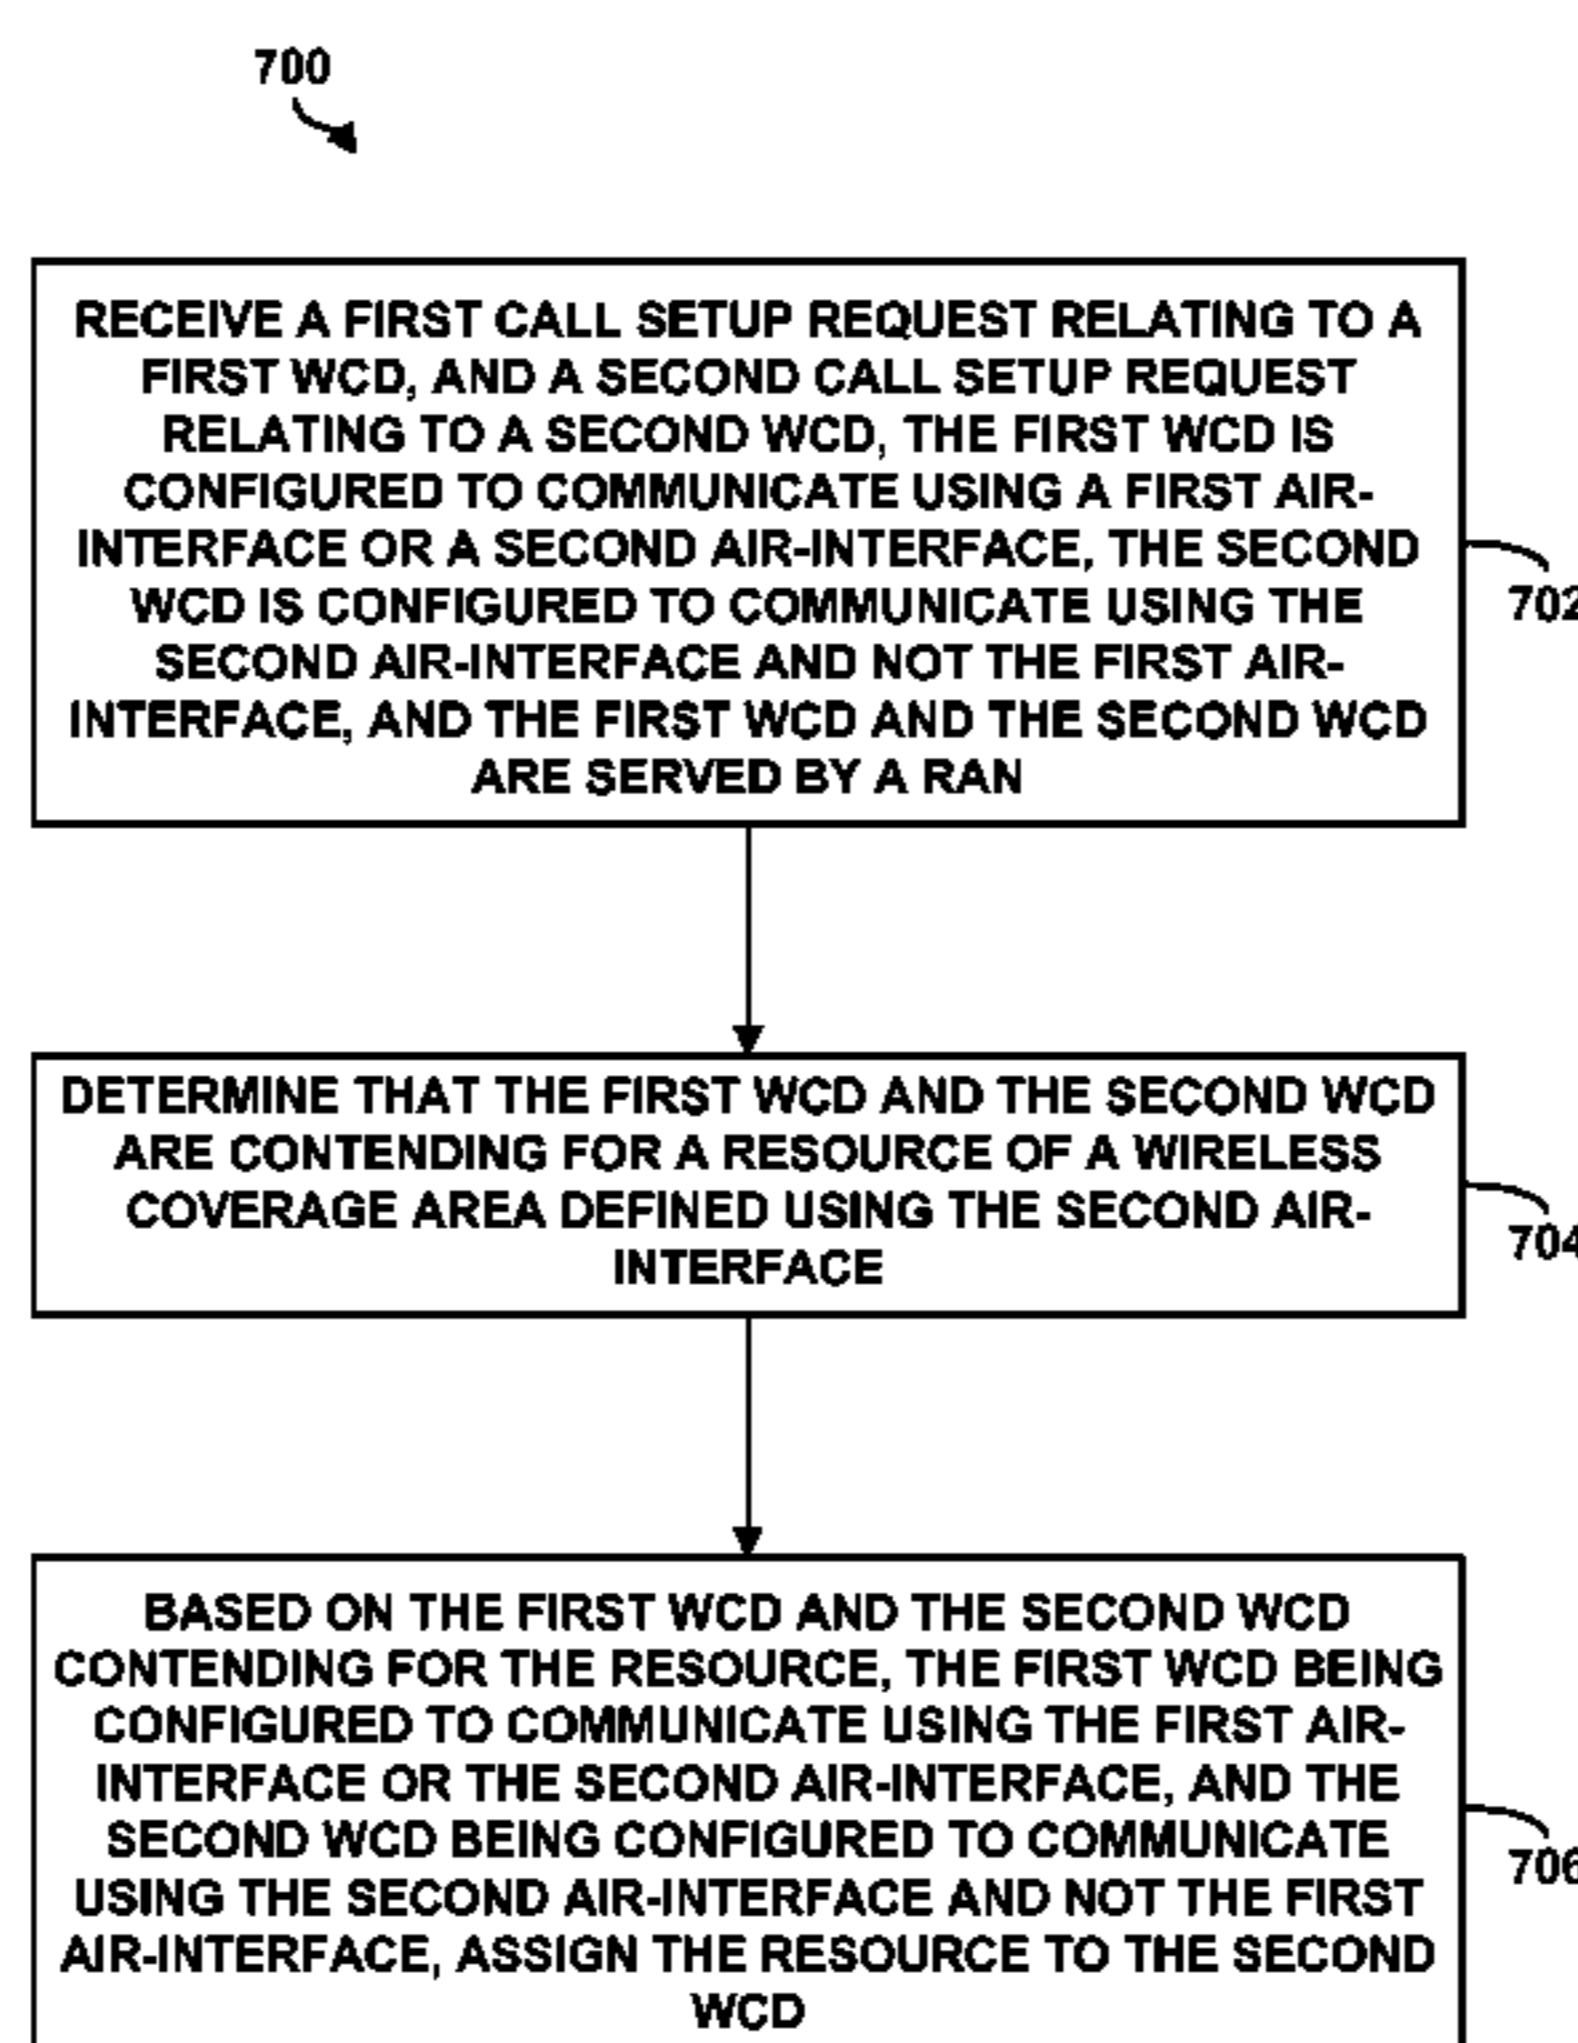 700
RECEIVE A FIRST CALL SETUP REQUEST RELATING TO A
FIRST WCD, AND A SECOND CALL SETUP REQUEST
RELATING TO A SECOND WCD, THE FIRST WCD IS
CONFIGURED TO COMMUNICATE USING A FIRST AIR-
INTERFACE OR A SECOND AIR-INTERFACE, THE SECOND
WCD IS CONFIGURED TO COMMUNICATE USING THE
SECOND AIR-INTERFACE AND NOT THE FIRST AIR-
INTERFACE, AND THE FIRST WCD AND THE SECOND WCD
ARE SERVED BY A RAN
702
DETERMINE THAT THE FIRST WCD AND THE SECOND WCD
ARE CONTENDING FOR A RESOURCE OF A WIRELESS
COVERAGE AREA DEFINED USING THE SECOND AIR-
INTERFACE
704
BASED ON THE FIRST WCD AND THE SECOND WCD
CONTENDING FOR THE RESOURCE, THE FIRST WCD BEING
CONFIGURED TO COMMUNICATE USING THE FIRST AIR-
INTERFACE OR THE SECOND AIR-INTERFACE, AND THE
SECOND WCD BEING CONFIGURED TO COMMUNICATE
USING THE SECOND AIR-INTERFACE AND NOT THE FIRST
AIR-INTERFACE, ASSIGN THE RESOURCE TO THE SECOND
WCD
706